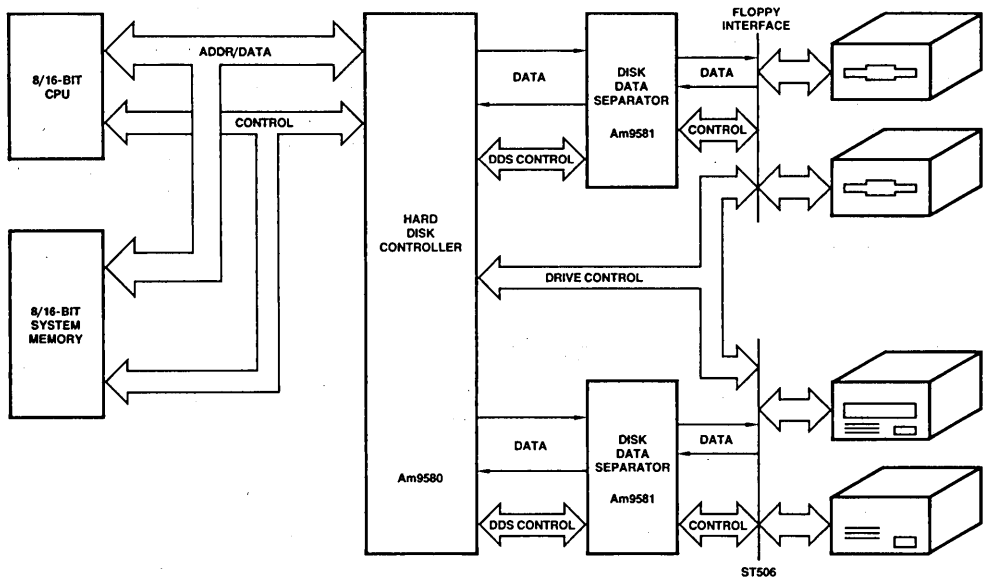 8/16-BIT
CPU
ADDR/DATA
CONTROL
8/16-BIT
SYSTEM
MEMORY
HARD
DISK
CONTROLLER
Am9580
DATA
DDS CONTROL
DISK
DATA
SEPARATOR
Am9581
DATA
CONTROL
FLOPPY
INTERFACE
DRIVE CONTROL
DATA
DDS CONTROL
DISK
DATA
SEPARATOR
Am9581
DATA
CONTROL
ST506